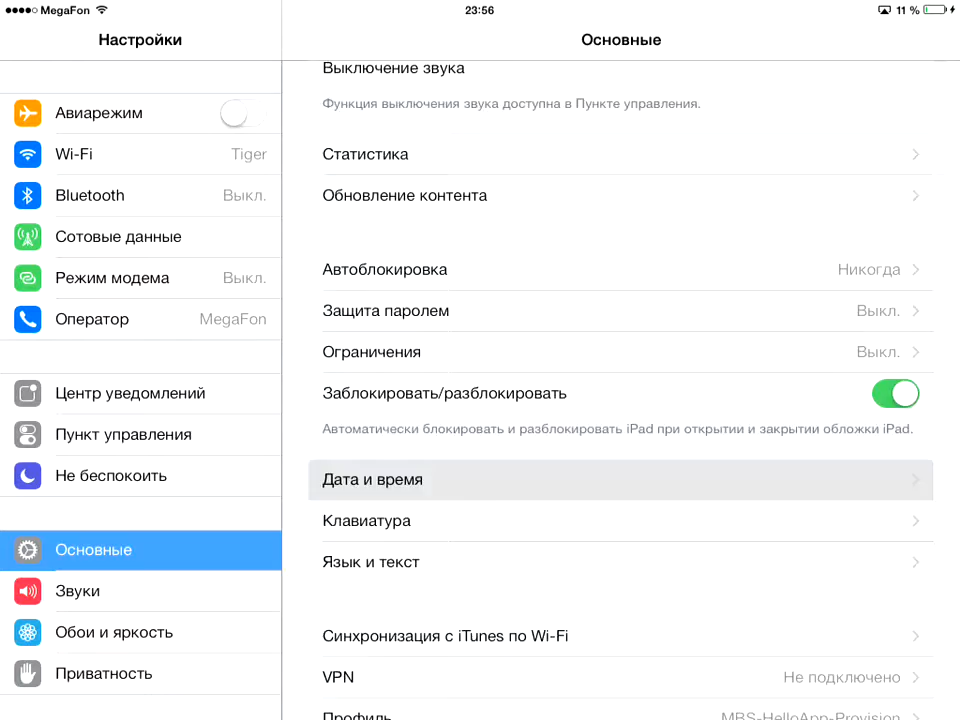 MegaFon 23:56 11 %
Настройки
Основные
Авиарежим
Wi-Fi Tiger
Bluetooth Выкл.
Сотовые данные
Режим модема Выкл.
Оператор MegaFon
Центр уведомлений
Пункт управления
Не беспокоить
Основные
Звуки
Обои и яркость
Приватность
Выключение звука
Функция выключения звука доступна в Пункте управления.
Статистика
Обновление контента
Автоблокировка Никогда
Защита паролем Выкл.
Ограничения Выкл.
Заблокировать/разблокировать
Автоматически блокировать и разблокировать iPad при открытии и закрытии обложки iPad.
Дата и время
Клавиатура
Язык и текст
Синхронизация с iTunes по Wi-Fi
VPN Не подключено
Профиль MBS-HelloApp-Provision